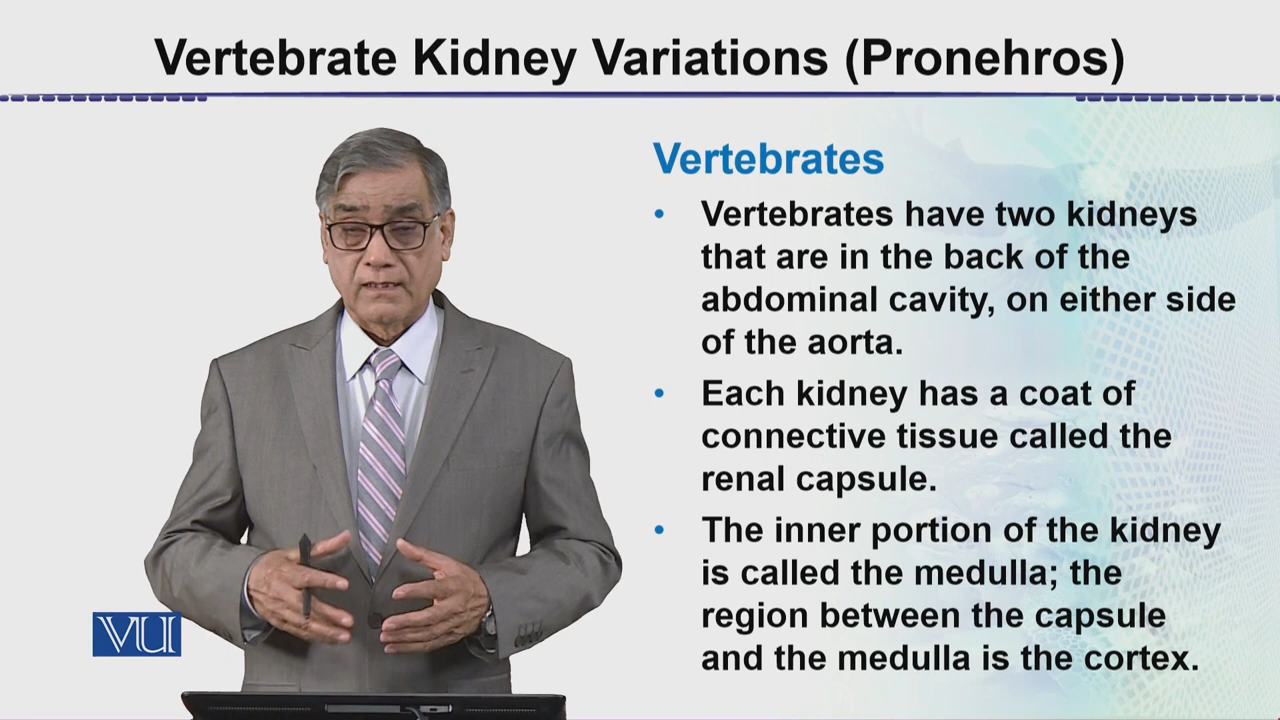 Vertebrate Kidney Variations (Pronehros)
Vertebrates
• Vertebrates have two kidneys
that are in the back of the
abdominal cavity, on either side
of the aorta.
• Each kidney has a coat of
connective tissue called the
renal capsule.
• The inner portion of the kidney
is called the medulla; the
region between the capsule
and the medulla is the cortex.
VU